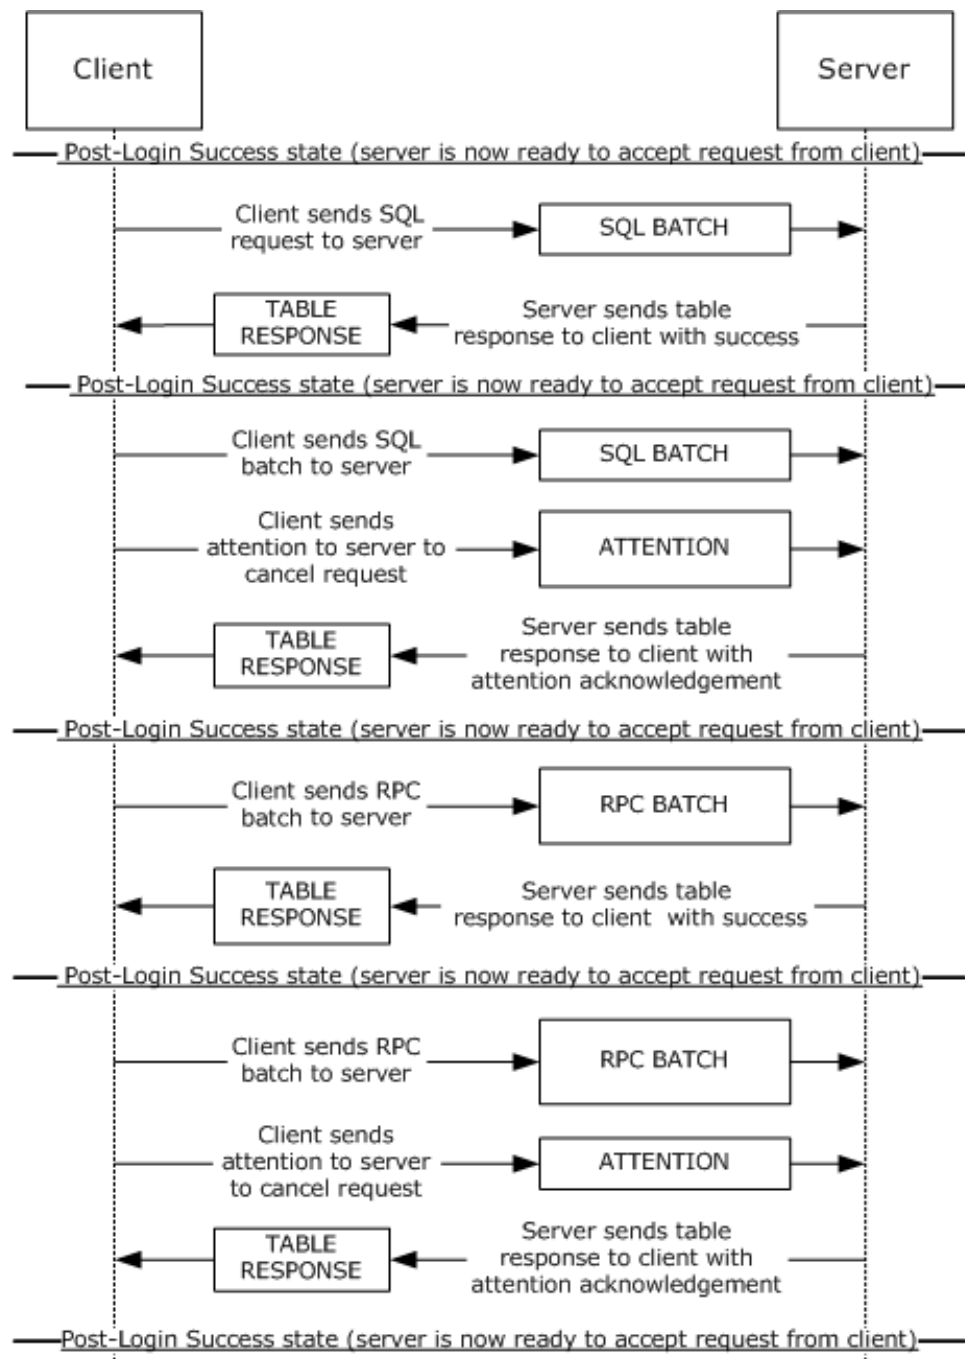 Client
Server
Post-Login Success state (server is now ready to accept request from client)
Client sends SQL
request to server
SQL BATCH
TABLE
RESPONSE
Server sends table
response to client with success
Post-Login Success state (server is now ready to accept request from client)
Client sends SQL
batch to server
SQL BATCH
Client sends
attention to server to
cancel request
ATTENTION
TABLE
RESPONSE
Server sends table
response to client with
attention acknowledgement
Post-Login Success state (server is now ready to accept request from client)
Client sends RPC
batch to server
RPC BATCH
TABLE
RESPONSE
Server sends table
response to client with success
Post-Login Success state (server is now ready to accept request from client)
Client sends RPC
batch to server
RPC BATCH
Client sends
attention to server
to cancel request
ATTENTION
TABLE
RESPONSE
Server sends table
response to client with
attention acknowledgement
Post-Login Success state (server is now ready to accept request from client)